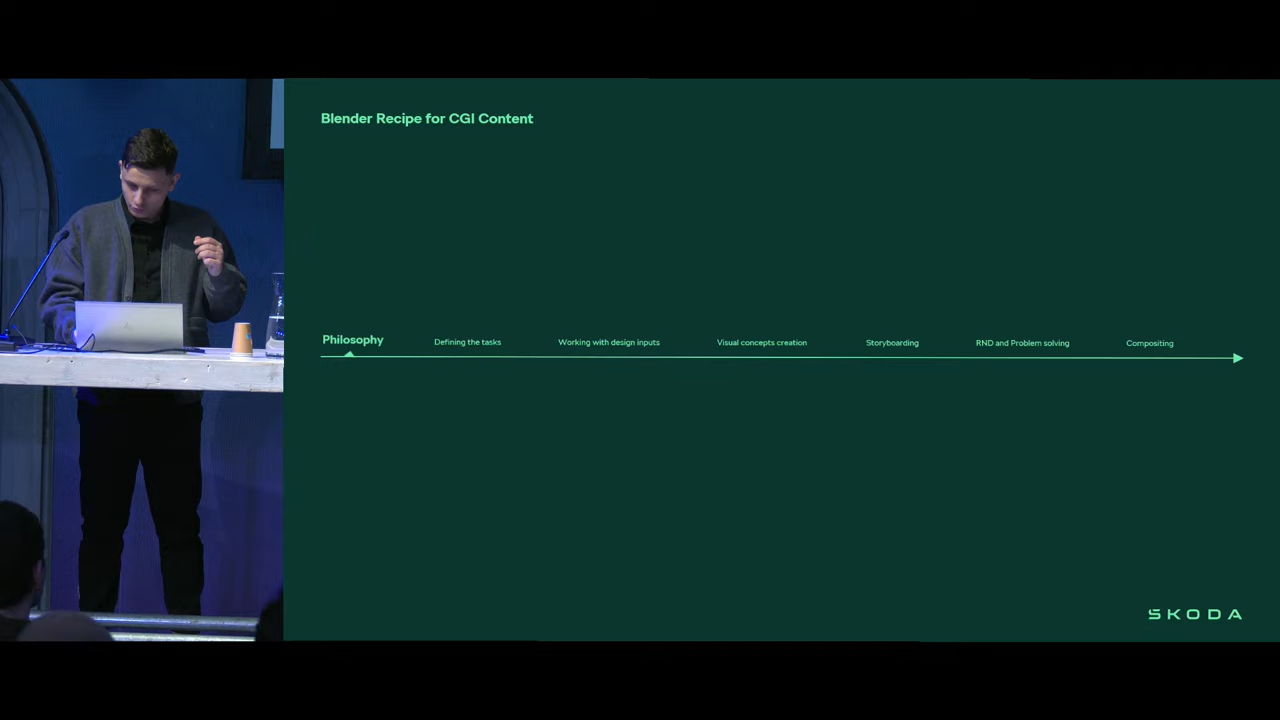 Blender Recipe for CGI Content
Philosophy
Defining the tasks
Working with design inputs
Visual concepts creation
Storyboarding
RND and Problem solving
Compositing
SKODA